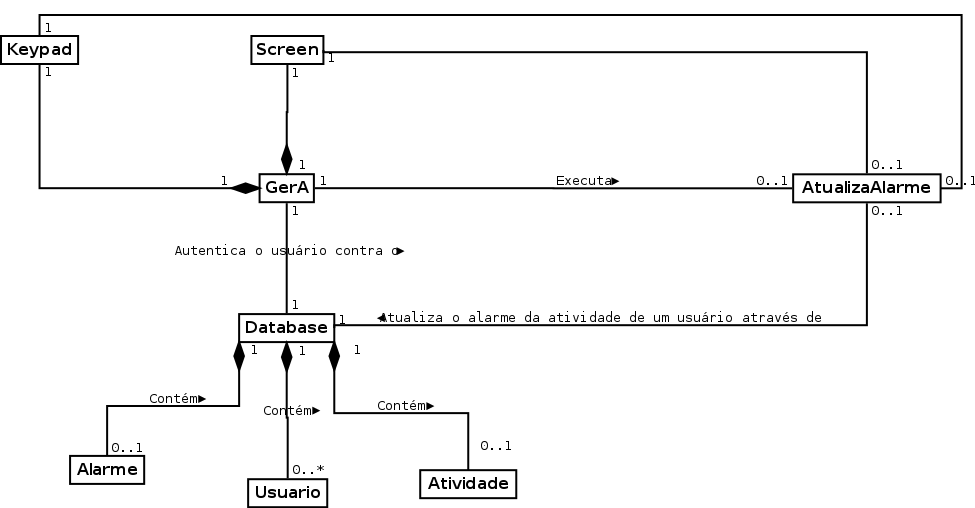 1
Keypad
1
Screen
1
1
0..1
1
1
GerA
1
Executa
0..1
AtualizaAlarme
0..1
1
0..1
Autentica o usuário contra o
1
Database
1
Atualiza o alarme da atividade de um usuário através de
1
1
1
Contém
Contém
Contém
0..1
Alarme
0..*
Usuario
0..1
Atividade